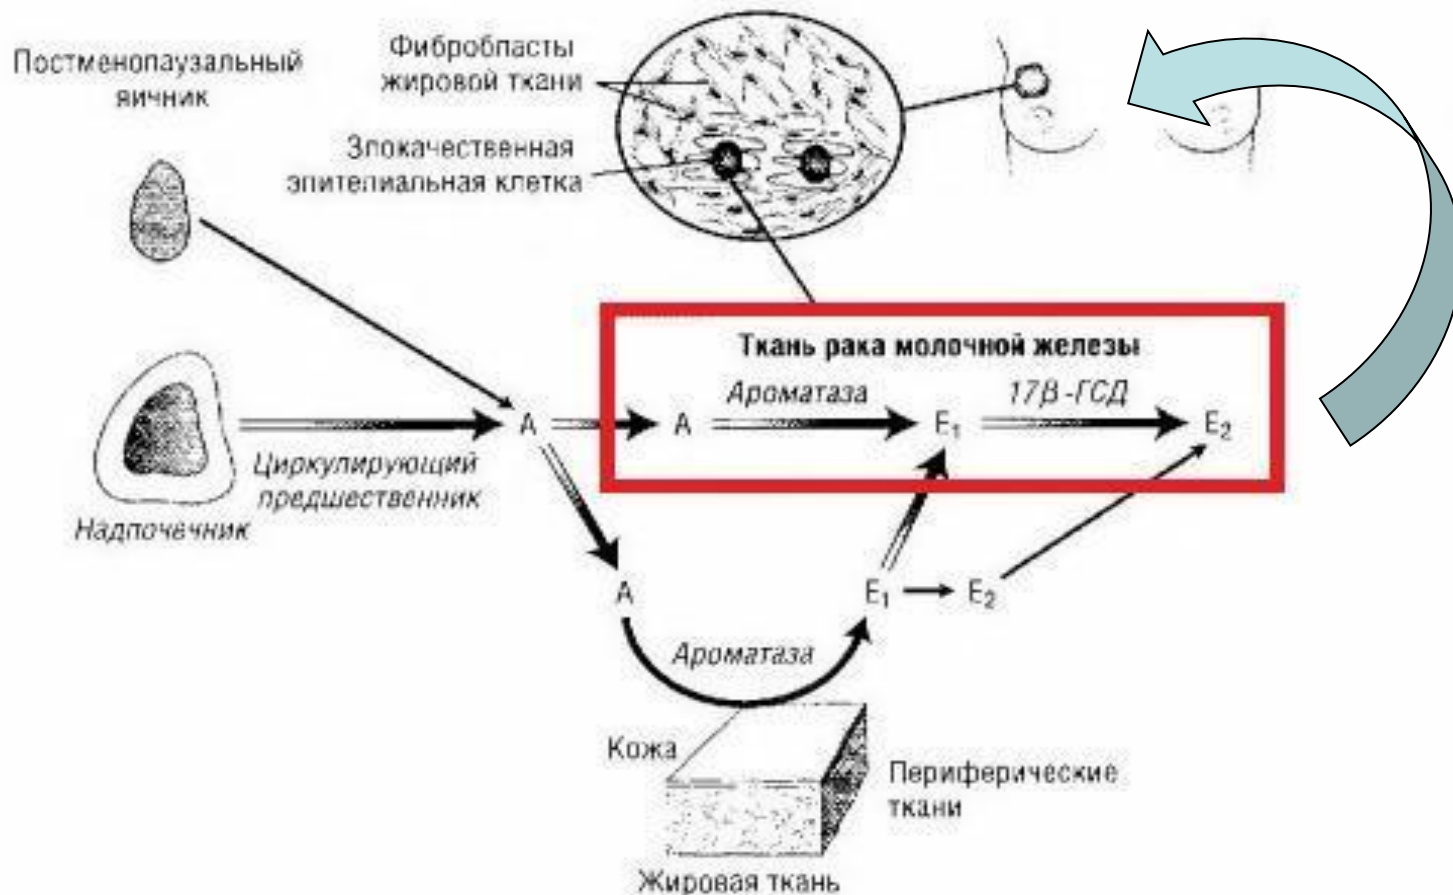 Постменопаузальный
яичник
Фибробпасты
жировой ткани
Злокачественная
эпителиальная клетка
Ткань рака молочной железы
Ароматаза
17β-ГСД
A
A
E₁
E₂
Циркулирующий
предшественник
Надпочечник
A
E₁
E₂
Ароматаза
Кожа
Периферические
ткани
Жировая ткань